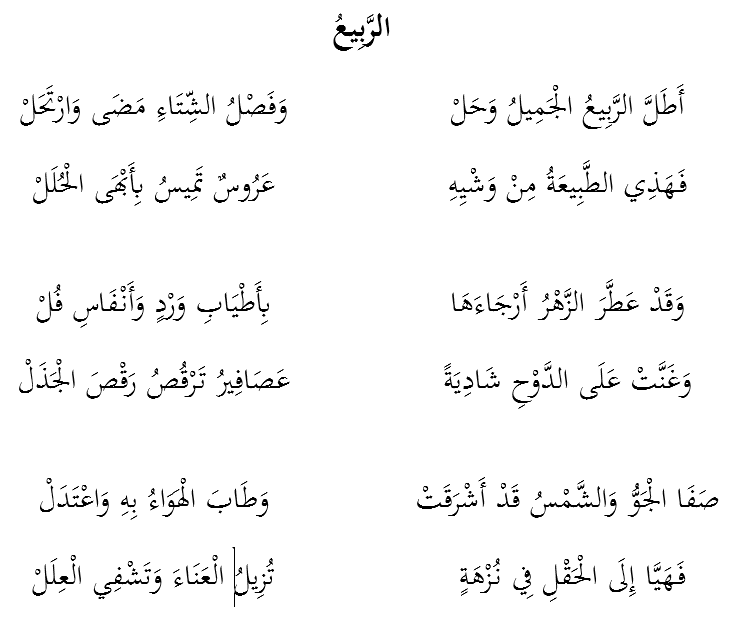 الرَّبِيعُ
أَطَلَّ الرَّبِيعُ الْجَمِيلُ وَحَلْ وَفَصْلُ الشِّتَاءِ مَضَى وَارْتَحَلْ
فَهَذِي الطَّبِيعَةُ مِنْ وَشْيِهِ عَرُوسٌ تَمِيسُ بِأَبْهَى الْحُلَلْ
وَقَدْ عَطَّرَ الزَّهْرُ أَرْجَاءَهَا بِأَطْيَابِ وَرْدٍ وَأَنْفَاسِ فُلْ
وَغَنَّتْ عَلَى الدَّوْحِ شَادِيَةً عَصَافِيرُ تَرْقُصُ رَقْصَ الْجَذَلْ
صَفَا الْجَوُّ وَالشَّمْسُ قَدْ أَشْرَقَتْ وَطَابَ الْهَوَاءُ بِهِ وَاعْتَدَلْ
فَهَيَّا إِلَى الْحَقْلِ فِي نُزْهَةٍ تُزِيلُ الْعَنَاءَ وَتَشْفِي الْعِلَلْ